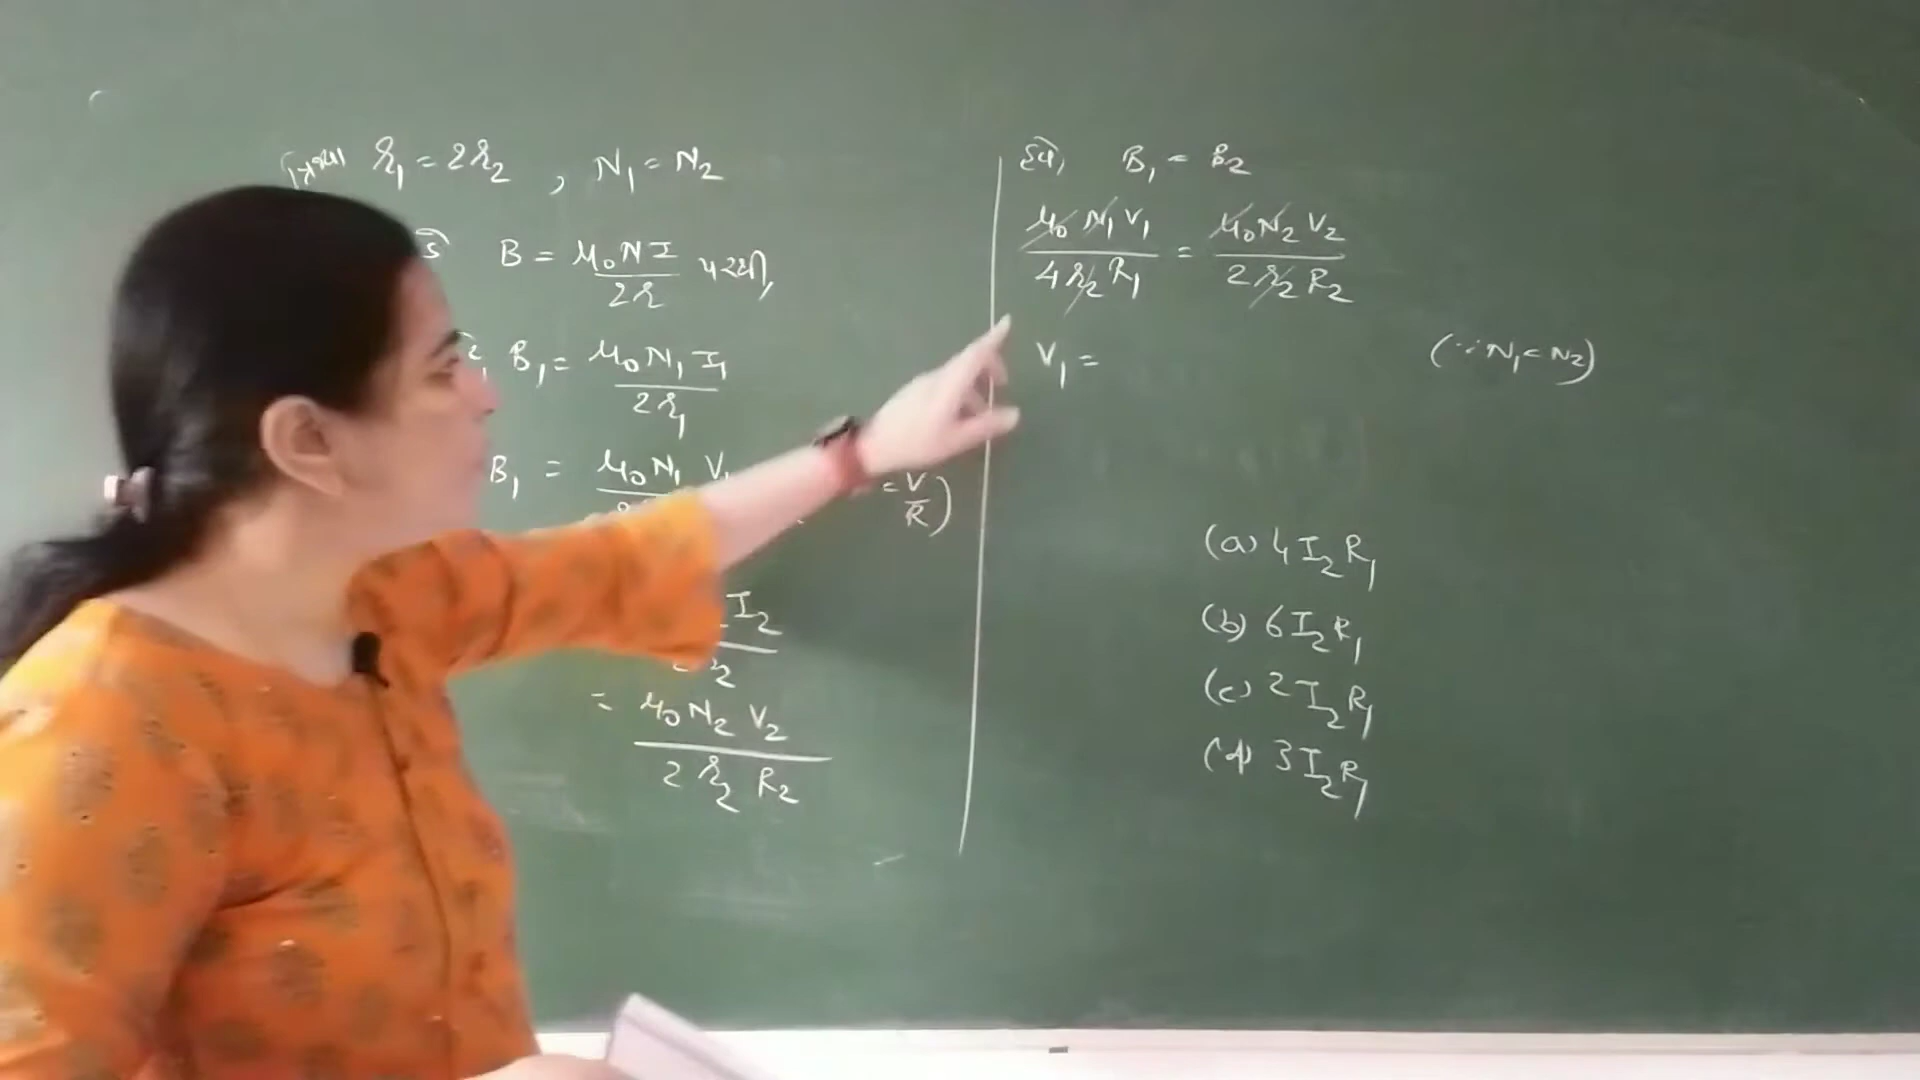 ત્રિજ્યા r₁ = 2r₂ , N₁ = N₂
B = μ₀NI / 2r પરથી,
B₁ = μ₀N₁I₁ / 2r₁
B₁ = μ₀N₁V₁
= V/R)
I₂
= μ₀N₂V₂ / 2r₂R₂
હવે, B₁ = B₂
μ₀N₁V₁ / 4r₂R₁ = μ₀N₂V₂ / 2r₂R₂
V₁ = (∵ N₁ = N₂)
(a) 4I₂R₁
(b) 6I₂R₁
(c) 2I₂R₁
(d) 3I₂R₁